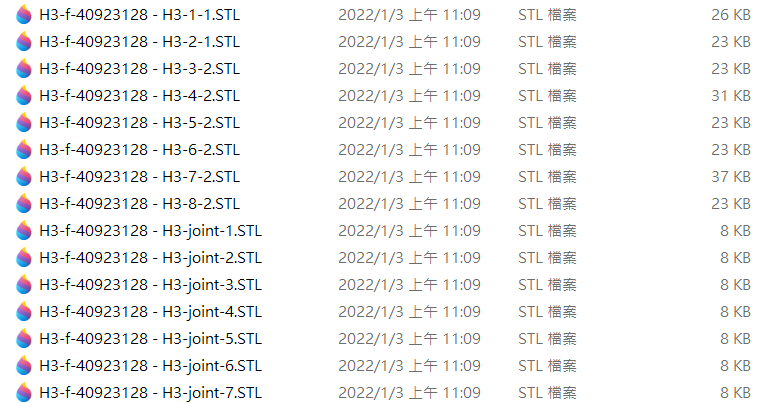 H3-f-40923128 - H3-1-1.STL 2022/1/3 上午 11:09 STL 檔案 26 KB
H3-f-40923128 - H3-2-1.STL 2022/1/3 上午 11:09 STL 檔案 23 KB
H3-f-40923128 - H3-3-2.STL 2022/1/3 上午 11:09 STL 檔案 23 KB
H3-f-40923128 - H3-4-2.STL 2022/1/3 上午 11:09 STL 檔案 31 KB
H3-f-40923128 - H3-5-2.STL 2022/1/3 上午 11:09 STL 檔案 23 KB
H3-f-40923128 - H3-6-2.STL 2022/1/3 上午 11:09 STL 檔案 23 KB
H3-f-40923128 - H3-7-2.STL 2022/1/3 上午 11:09 STL 檔案 37 KB
H3-f-40923128 - H3-8-2.STL 2022/1/3 上午 11:09 STL 檔案 23 KB
H3-f-40923128 - H3-joint-1.STL 2022/1/3 上午 11:09 STL 檔案 8 KB
H3-f-40923128 - H3-joint-2.STL 2022/1/3 上午 11:09 STL 檔案 8 KB
H3-f-40923128 - H3-joint-3.STL 2022/1/3 上午 11:09 STL 檔案 8 KB
H3-f-40923128 - H3-joint-4.STL 2022/1/3 上午 11:09 STL 檔案 8 KB
H3-f-40923128 - H3-joint-5.STL 2022/1/3 上午 11:09 STL 檔案 8 KB
H3-f-40923128 - H3-joint-6.STL 2022/1/3 上午 11:09 STL 檔案 8 KB
H3-f-40923128 - H3-joint-7.STL 2022/1/3 上午 11:09 STL 檔案 8 KB